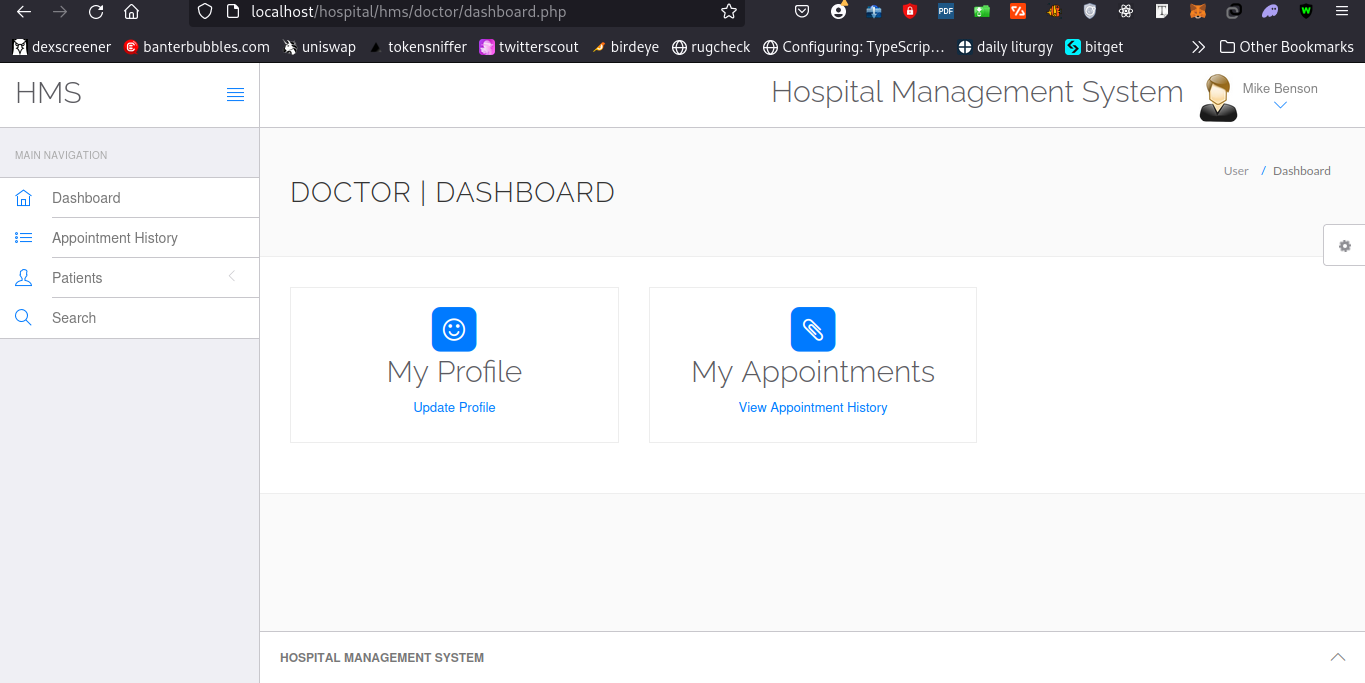 localhost/hospital/hms/doctor/dashboard.php
PDF
dexscreener banterbubbles.com uniswap tokensniffer twitterscout birdeye rugcheck Configuring: TypeScrip... daily liturgy bitget Other Bookmarks
HMS
Hospital Management System
Mike Benson
MAIN NAVIGATION
Dashboard
Appointment History
Patients
Search
User / Dashboard
DOCTOR | DASHBOARD
My Profile
Update Profile
My Appointments
View Appointment History
HOSPITAL MANAGEMENT SYSTEM